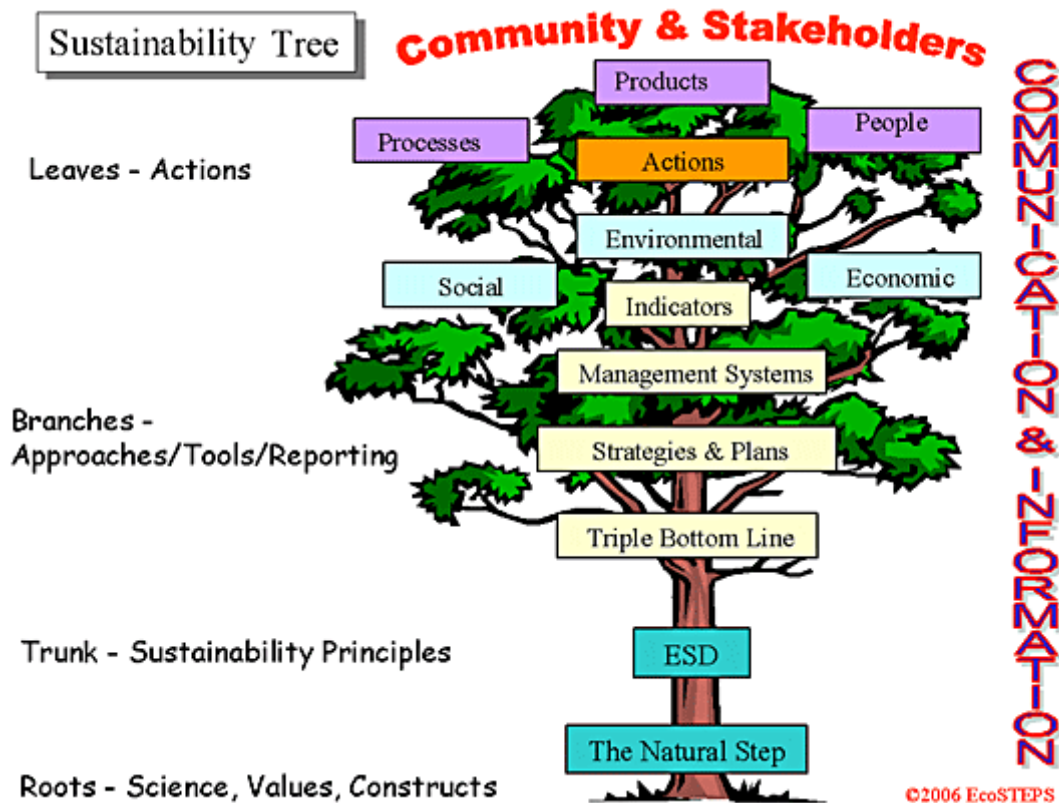 Sustainability Tree
Community & Stakeholders
Products
People
Processes
Leaves - Actions
Actions
Environmental
Social
Economic
Indicators
Management Systems
Branches -
Approaches/Tools/Reporting
Strategies & Plans
Triple Bottom Line
Trunk - Sustainability Principles
ESD
The Natural Step
Roots - Science, Values, Constructs
COMMUNICATION & INFORMATION
©2006 EcoSTEPS